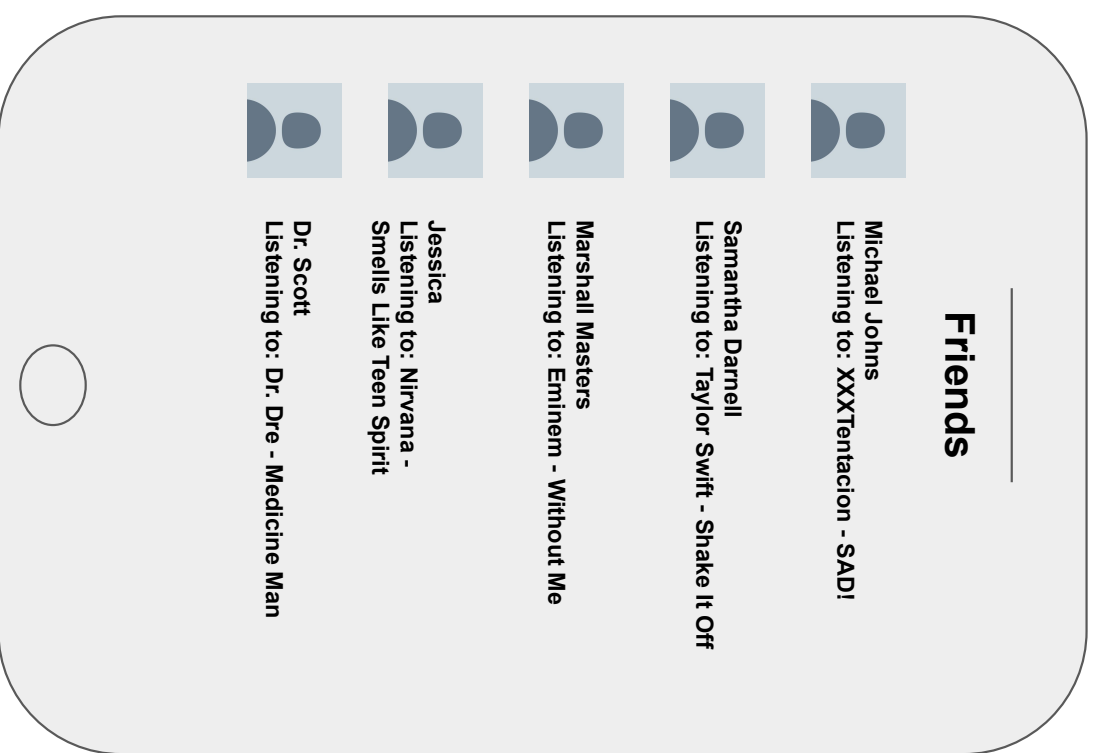 Friends
Michael Johns
Listening to: XXXTentacion - SAD!
Samantha Darnell
Listening to: Taylor Swift - Shake It Off
Marshall Masters
Listening to: Eminem - Without Me
Jessica
Listening to: Nirvana -
Smells Like Teen Spirit
Dr. Scott
Listening to: Dr. Dre - Medicine Man